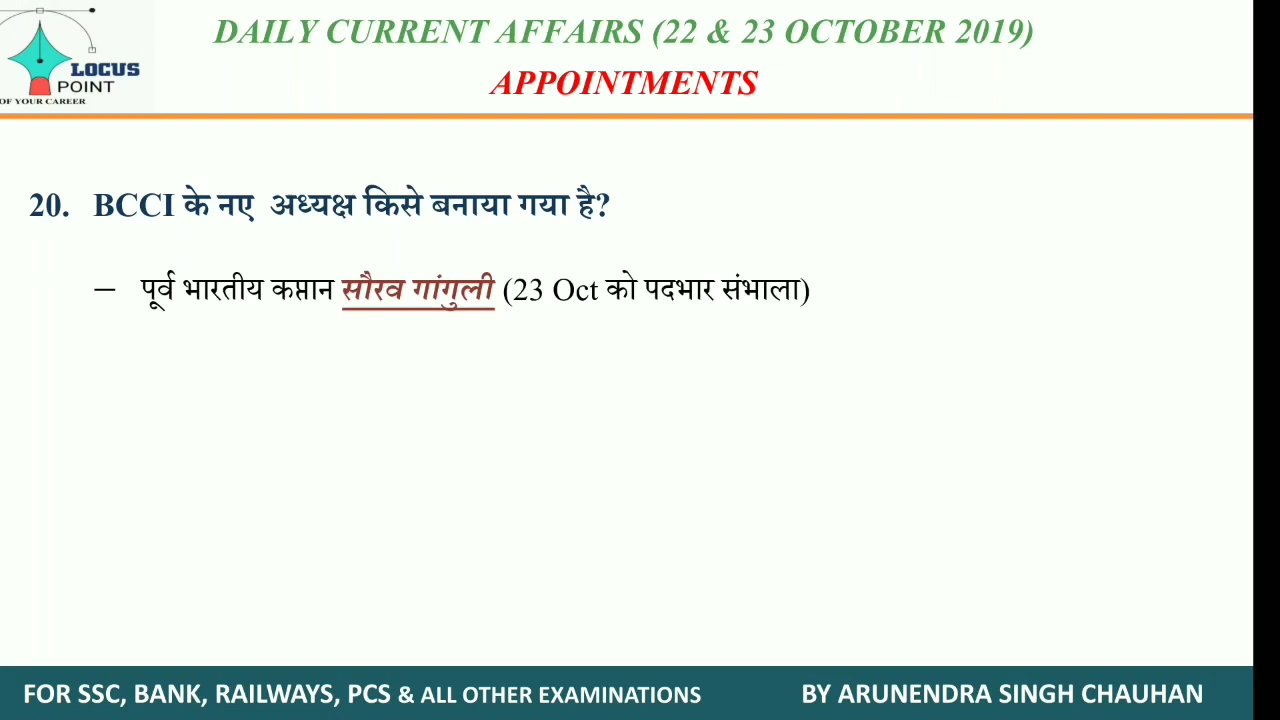 DAILY CURRENT AFFAIRS (22 & 23 OCTOBER 2019)
APPOINTMENTS
LOCUS
POINT
OF YOUR CAREER
20. BCCI के नए अध्यक्ष किसे बनाया गया है?
– पूर्व भारतीय कप्तान सौरव गांगुली (23 Oct को पदभार संभाला)
FOR SSC, BANK, RAILWAYS, PCS & ALL OTHER EXAMINATIONS
BY ARUNENDRA SINGH CHAUHAN